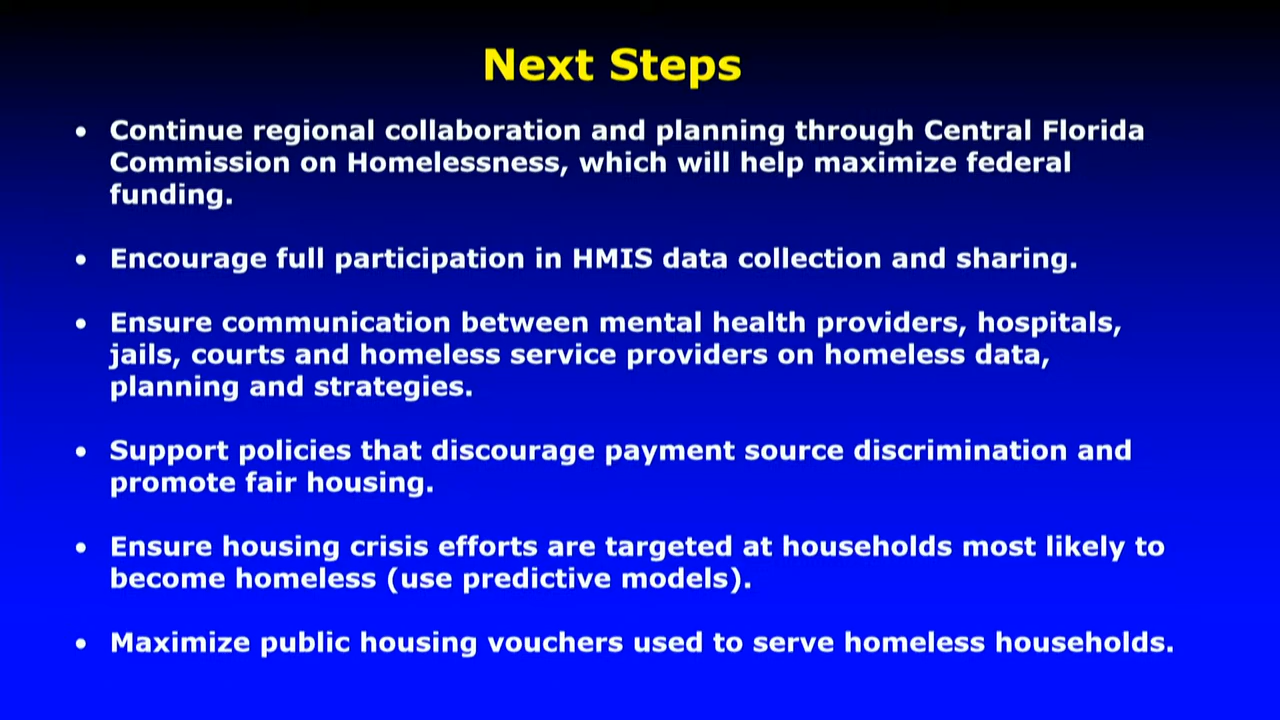 Next Steps
• Continue regional collaboration and planning through Central Florida
Commission on Homelessness, which will help maximize federal
funding.
• Encourage full participation in HMIS data collection and sharing.
• Ensure communication between mental health providers, hospitals,
jails, courts and homeless service providers on homeless data,
planning and strategies.
• Support policies that discourage payment source discrimination and
promote fair housing.
• Ensure housing crisis efforts are targeted at households most likely to
become homeless (use predictive models).
• Maximize public housing vouchers used to serve homeless households.